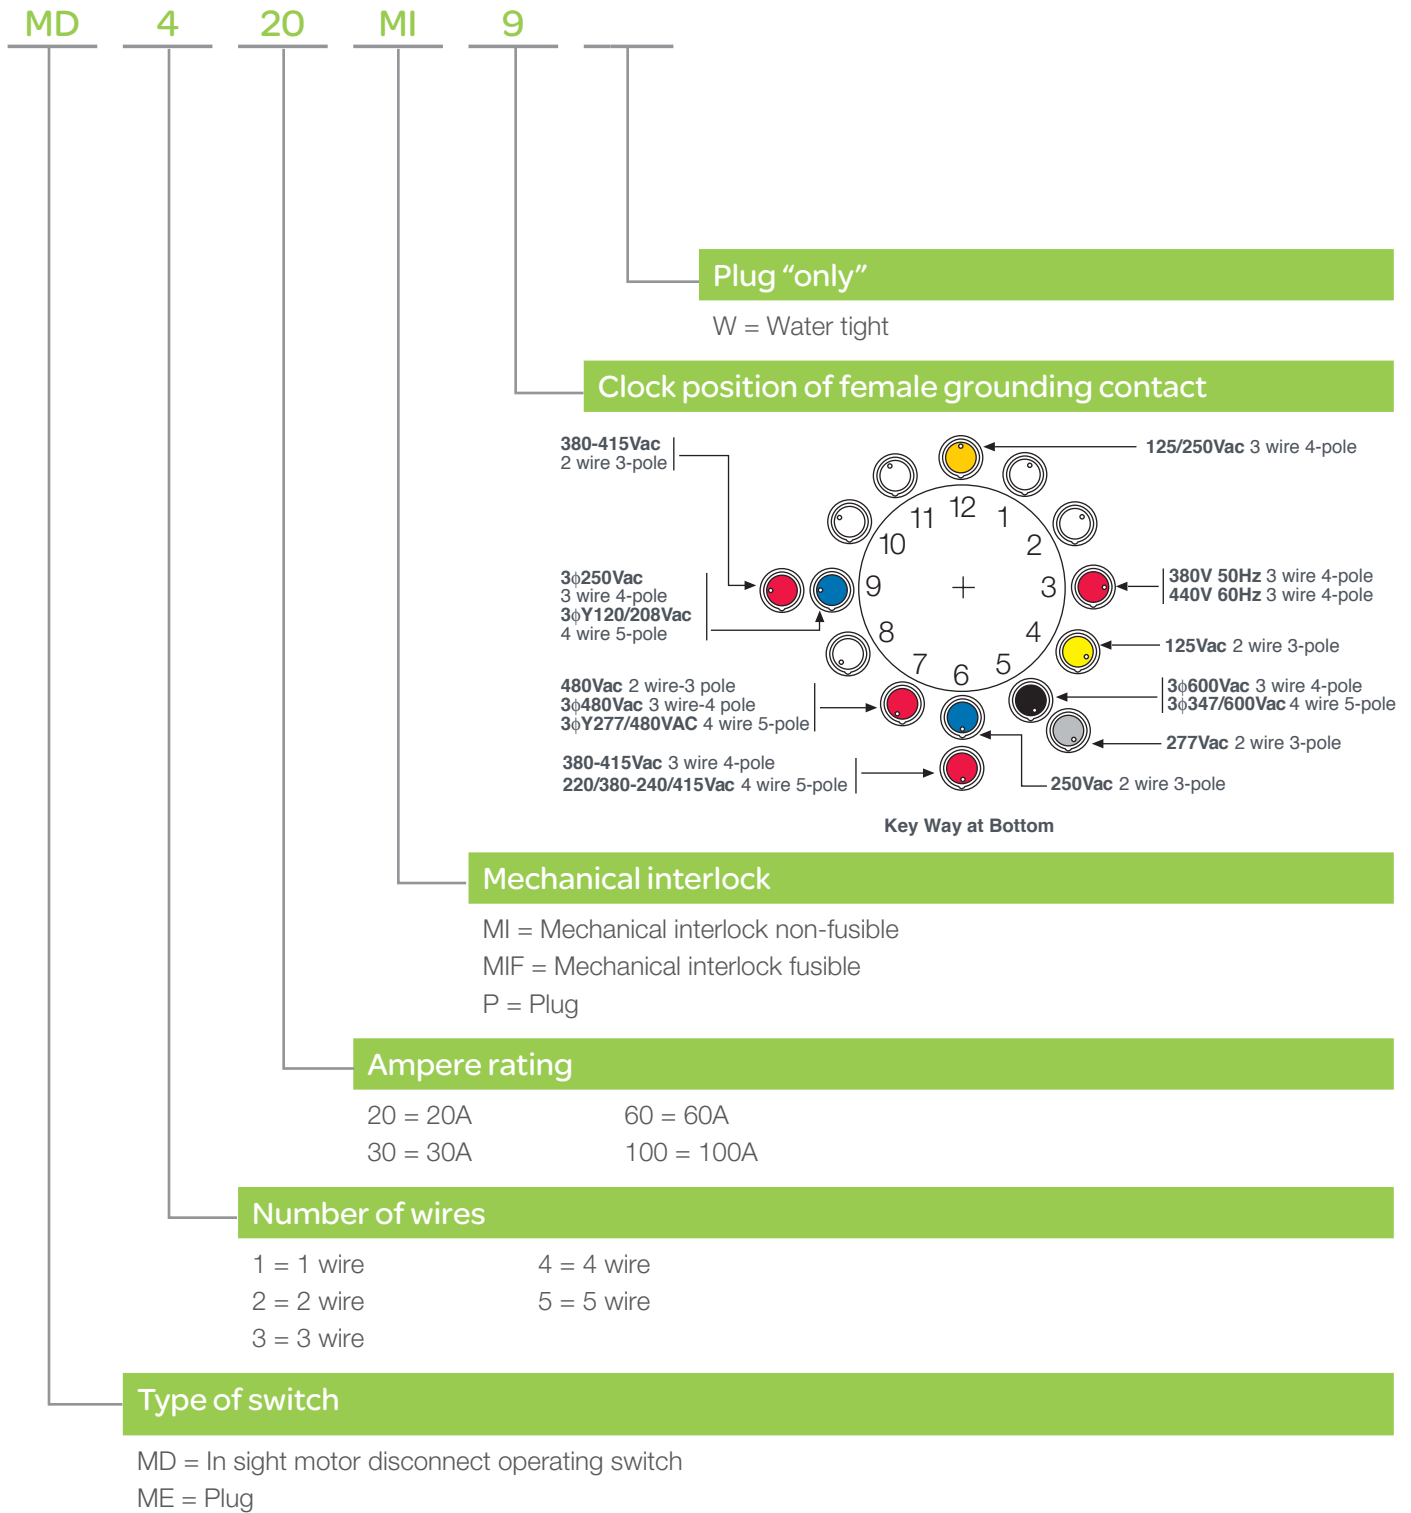 MD 4 20 MI 9
Plug “only”
W = Water tight
Clock position of female grounding contact
380-415Vac
2 wire 3-pole
125/250Vac 3 wire 4-pole
12
11
1
10
2
3ϕ250Vac
3 wire 4-pole
3ϕY120/208Vac
4 wire 5-pole
9
3
380V 50Hz 3 wire 4-pole
440V 60Hz 3 wire 4-pole
8
4
125Vac 2 wire 3-pole
7
6
5
480Vac 2 wire-3 pole
3ϕ480Vac 3 wire-4 pole
3ϕY277/480VAC 4 wire 5-pole
3ϕ600Vac 3 wire 4-pole
3ϕ347/600Vac 4 wire 5-pole
277Vac 2 wire 3-pole
380-415Vac 3 wire 4-pole
220/380-240/415Vac 4 wire 5-pole
250Vac 2 wire 3-pole
Key Way at Bottom
Mechanical interlock
MI = Mechanical interlock non-fusible
MIF = Mechanical interlock fusible
P = Plug
Ampere rating
20 = 20A 60 = 60A
30 = 30A 100 = 100A
Number of wires
1 = 1 wire 4 = 4 wire
2 = 2 wire 5 = 5 wire
3 = 3 wire
Type of switch
MD = In sight motor disconnect operating switch
ME = Plug